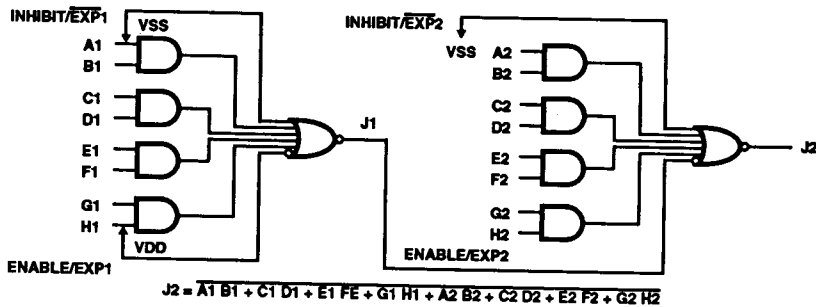 INHIBIT/EXP1
VSS
A1
B1
C1
D1
E1
F1
G1
H1
VDD
ENABLE/EXP1
J1
INHIBIT/EXP2
VSS
A2
B2
C2
D2
E2
F2
G2
H2
ENABLE/EXP2
J2
J2 = A1 B1 + C1 D1 + E1 FE + G1 H1 + A2 B2 + C2 D2 + E2 F2 + G2 H2